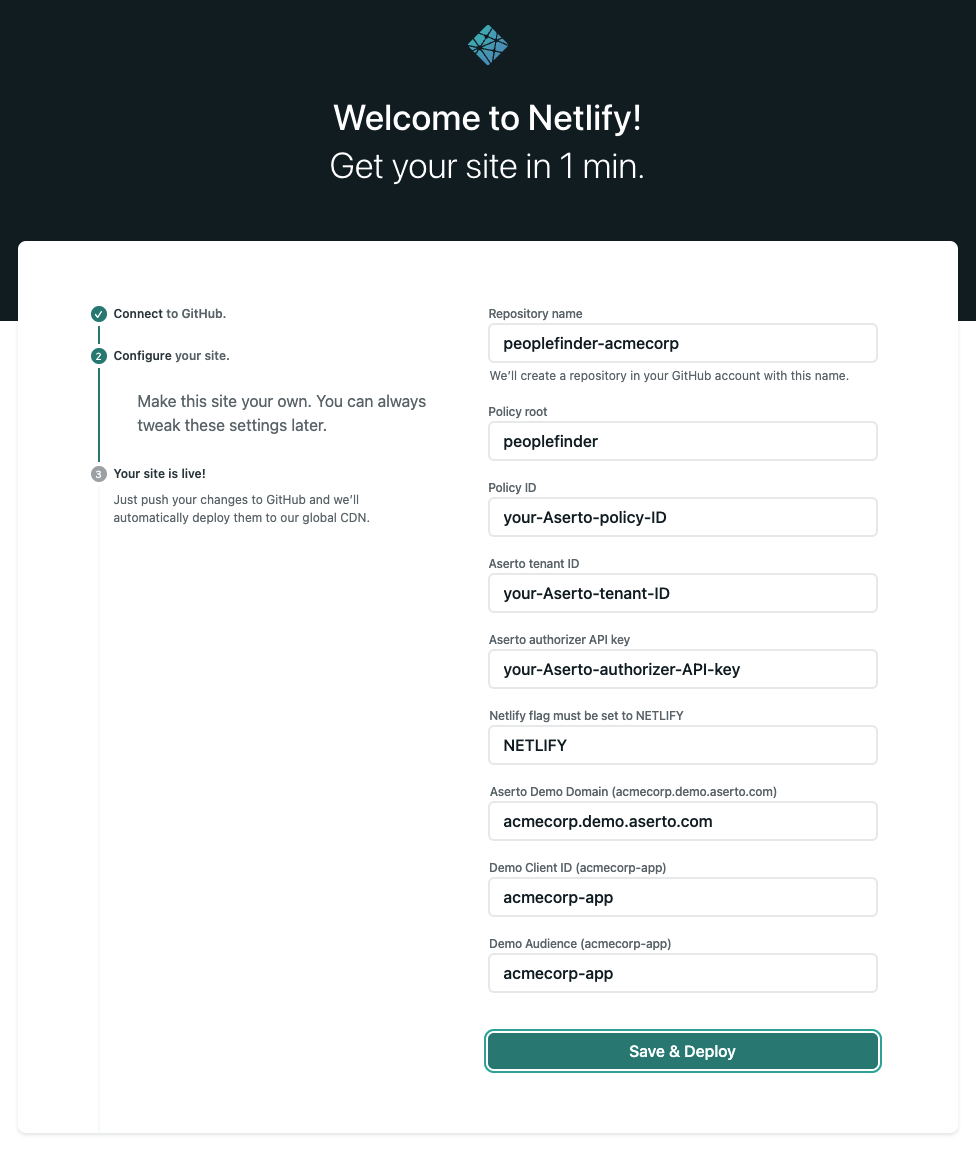 Welcome to Netlify!
Get your site in 1 min.
Connect to GitHub.
2 Configure your site.
Make this site your own. You can always
tweak these settings later.
3 Your site is live!
Just push your changes to GitHub and we'll
automatically deploy them to our global CDN.
Repository name
peoplefinder-acmecorp
We'll create a repository in your GitHub account with this name.
Policy root
peoplefinder
Policy ID
your-Aserto-policy-ID
Aserto tenant ID
your-Aserto-tenant-ID
Aserto authorizer API key
your-Aserto-authorizer-API-key
Netlify flag must be set to NETLIFY
NETLIFY
Aserto Demo Domain (acmecorp.demo.aserto.com)
acmecorp.demo.aserto.com
Demo Client ID (acmecorp-app)
acmecorp-app
Demo Audience (acmecorp-app)
acmecorp-app
Save & Deploy